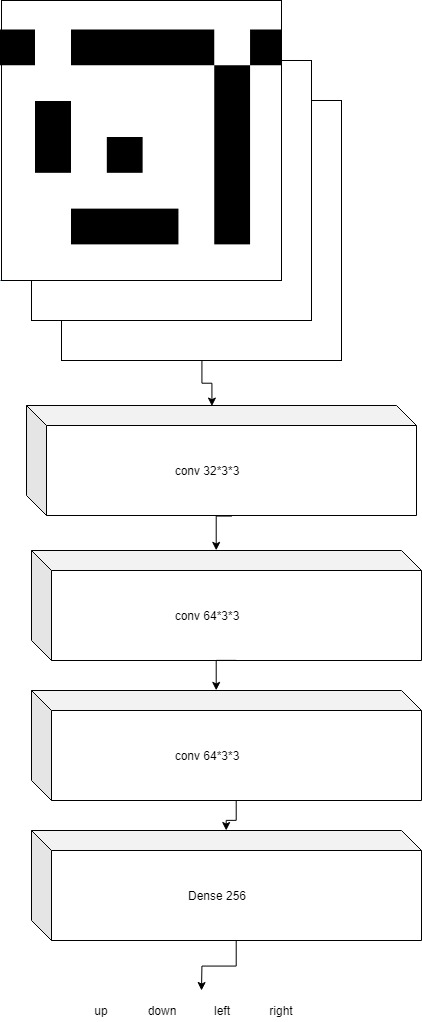 conv 32*3*3
conv 64*3*3
conv 64*3*3
Dense 256
up down left right